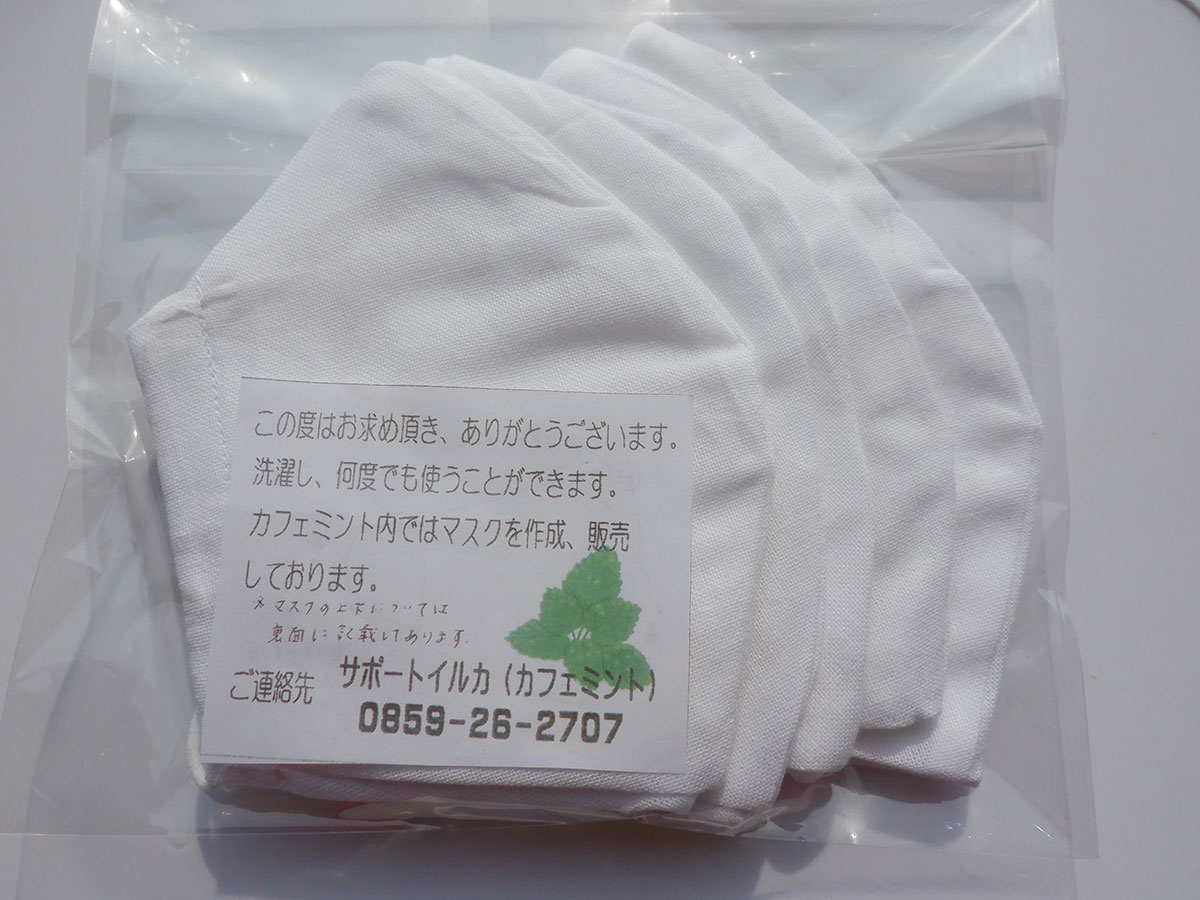 この度はお求め頂き、ありがとうございます。
洗濯し、何度でも使うことができます。
カフェミント内ではマスクを作成、販売
しております。
※マスクの上下については
裏面に記載してあります。
ご連絡先 サポートイルカ(カフェミント)
0859-26-2707